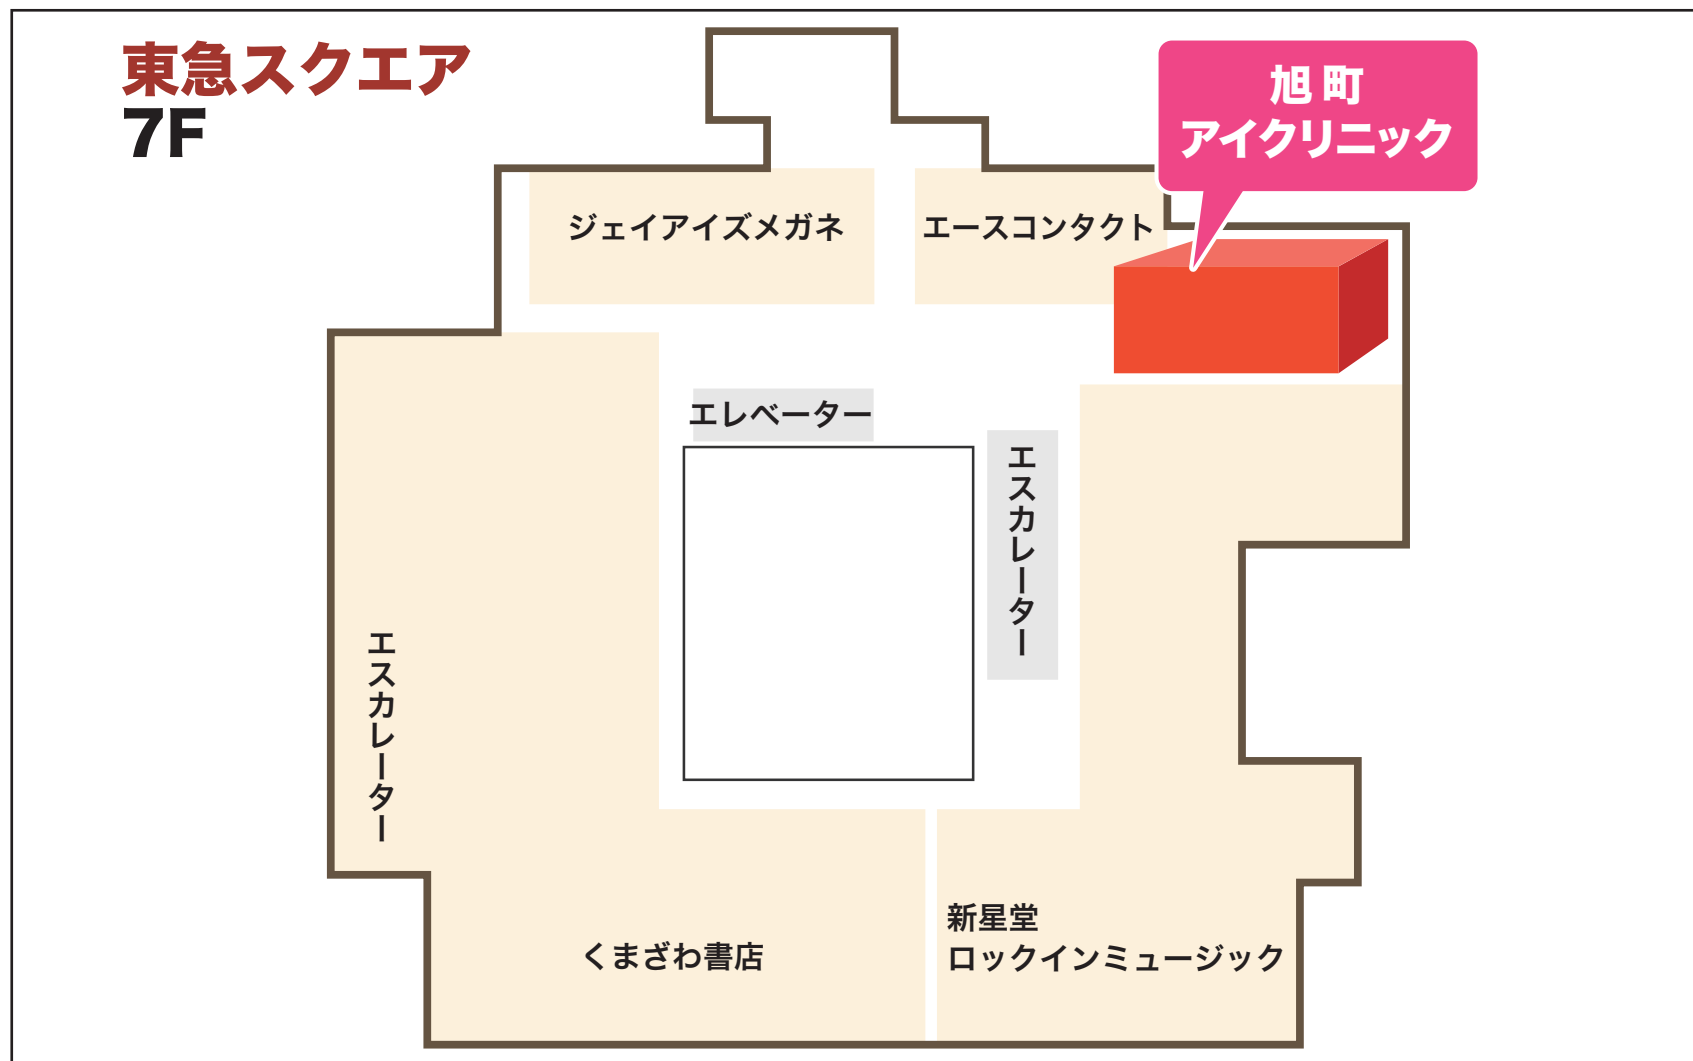 東急スクエア
7F
旭町
アイクリニック
ジェイアイズメガネ
エースコンタクト
エレベーター
エスカレーター
エスカレーター
くまざわ書店
新星堂
ロックインミュージック